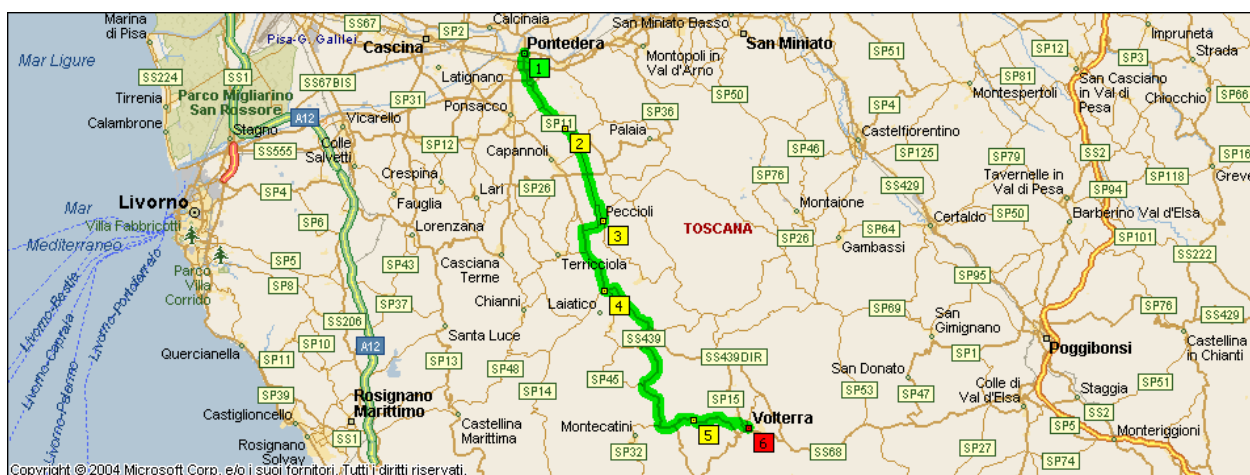 Marina
di Pisa
SS67
Calcinaia
San Miniato Basso
Impruneta
Pisa-G. Galilei
Cascina
SP2
Pontedera
San Miniato
SP51
SP12
SP3
Strada
Mar Ligure
SS1
SS67BIS
Latignano
1
Montopoli in
Val d'Arno
SP81
San Casciano
in Val di
Pesa
SS224
Parco Migliarino
San Rossore
SP50
Montespertoli
Chiocchio
SP66
Tirrenia
SP31
Ponsacco
SP36
SP4
Calambrone
Stagno
A12
Vicarello
SP11
2
Palaia
Castelfiorentino
SS2
SS555
Colle
Salvetti
SP12
Capannoli
SP46
SP125
SP79
SP16
Crespina
SP26
SP76
SS429
Tavernelle in
Val di Pesa
SP118
Greve
SP4
Lari
SP94
Livorno
Fauglia
Peccioli
Montaione
Certaldo
SP50
Barberino Val d'Elsa
Mar
Mediterraneo
Villa Fabbricotti
SP6
Lorenzana
3
TOSCANA
SP26
SP64
Gambassi
SP101
SS222
Parco
Villa
Corrido
SP5
SP43
Casciana
Terme
Terricciola
SP95
SP8
Livorno-Bastia
Livorno-Capraia
Livorno-Palermo
Livorno-Portoferraio
SP37
Chianni
Laiatico
4
SP69
San
Gimignano
SP76
SS429
SS206
Santa Luce
SS439
Castellina
in Chianti
Quercianella
SP10
A12
SP11
SP13
SP48
SS439DIR
SP1
Poggibonsi
SP45
San Donato
SP39
Rosignano
Marittimo
SP14
SP15
SP53
SP47
Colle di
Val d'Elsa
Staggia
SP51
Castiglioncello
Castellina
Marittima
Volterra
SS2
Montecatini
5
6
SP5
Monteriggioni
Rosignano
Solvay
SS1
SP32
SS68
SP27
SP74
Copyright © 2004 Microsoft Corp. e/o i suoi fornitori. Tutti i diritti riservati.